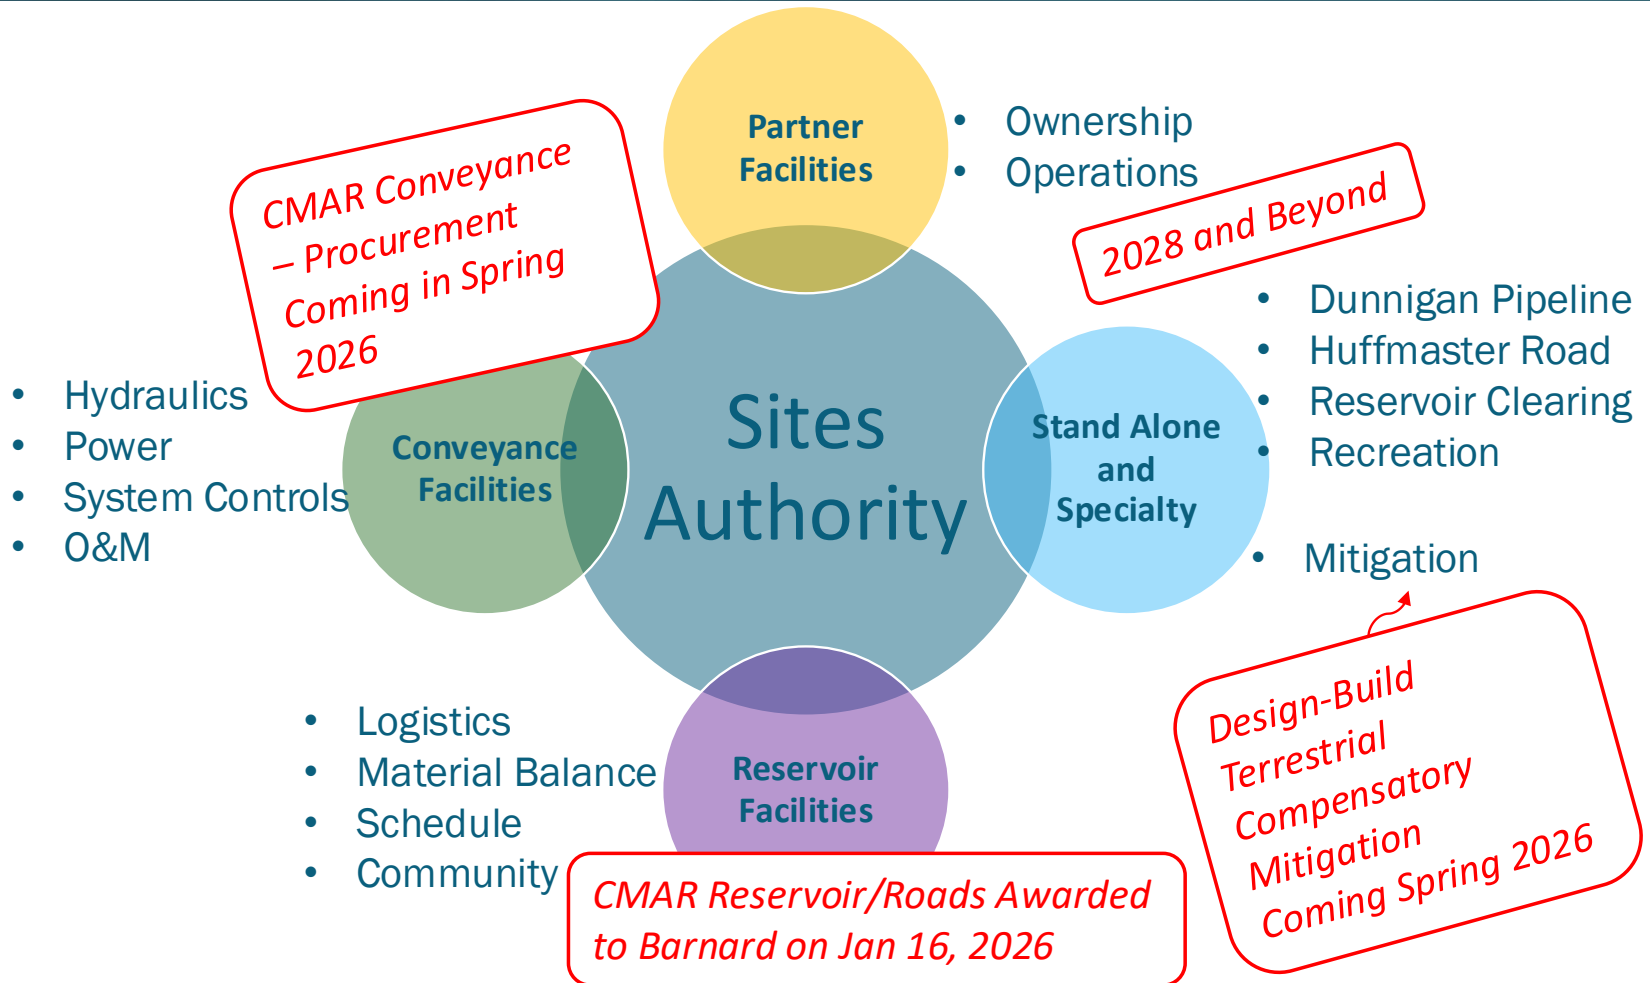 Partner
Facilities
• Ownership
• Operations
CMAR Conveyance
– Procurement
Coming in Spring
2026
2028 and Beyond
• Dunnigan Pipeline
• Huffmaster Road
• Reservoir Clearing
• Recreation
• Mitigation
• Hydraulics
• Power
• System Controls
• O&M
Conveyance
Facilities
Sites
Authority
Stand Alone
and
Specialty
Design-Build
Terrestrial
Compensatory
Mitigation
Coming Spring 2026
• Logistics
• Material Balance
• Schedule
• Community
Reservoir
Facilities
CMAR Reservoir/Roads Awarded
to Barnard on Jan 16, 2026